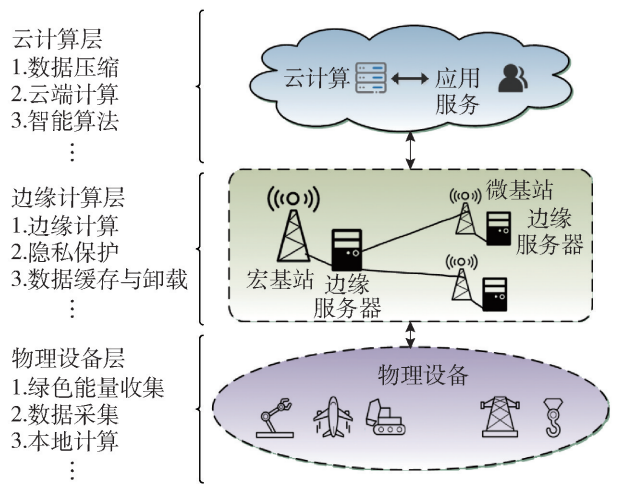 云计算层
1.数据压缩
2.云端计算
3.智能算法
⋮
云计算
应用
服务
边缘计算层
1.边缘计算
2.隐私保护
3.数据缓存与卸载
⋮
微基站
边缘
服务器
宏基站
边缘
服务器
物理设备层
1.绿色能量收集
2.数据采集
3.本地计算
⋮
物理设备